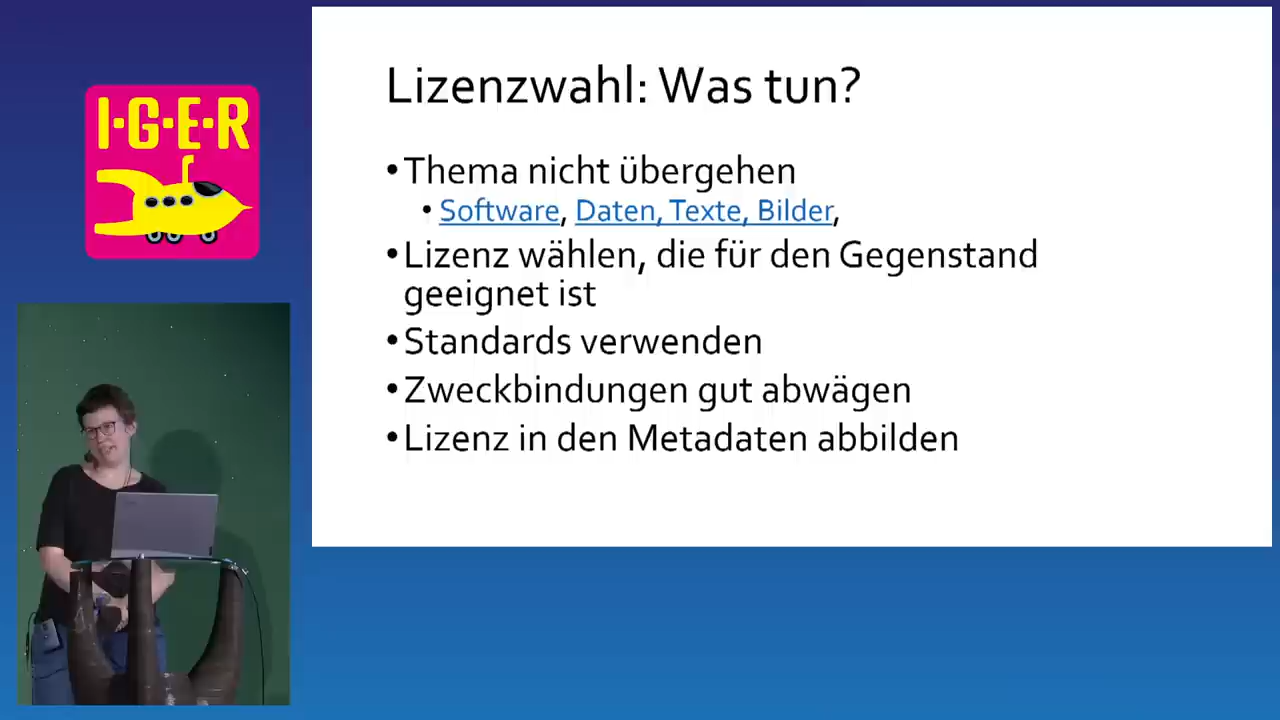 I·G·E·R
Lizenzwahl: Was tun?
•Thema nicht übergehen
• Software, Daten, Texte, Bilder,
•Lizenz wählen, die für den Gegenstand
geeignet ist
•Standards verwenden
•Zweckbindungen gut abwägen
•Lizenz in den Metadaten abbilden